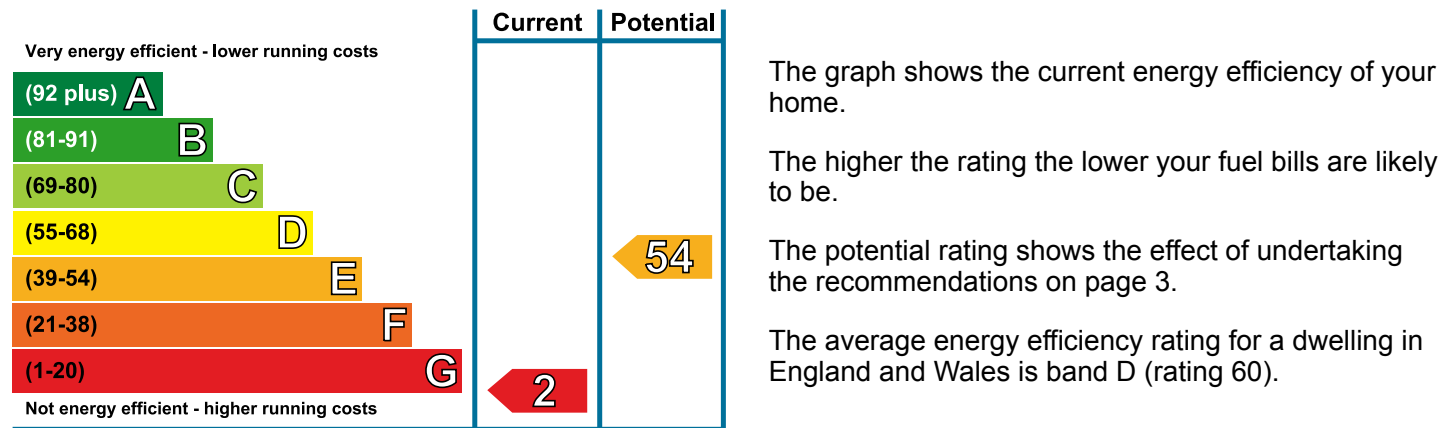 Current Potential
Very energy efficient - lower running costs
(92 plus) A
(81-91) B
(69-80) C
(55-68) D
(39-54) E
(21-38) F
(1-20) G
Not energy efficient - higher running costs
54
2
The graph shows the current energy efficiency of your
home.
The higher the rating the lower your fuel bills are likely
to be.
The potential rating shows the effect of undertaking
the recommendations on page 3.
The average energy efficiency rating for a dwelling in
England and Wales is band D (rating 60).